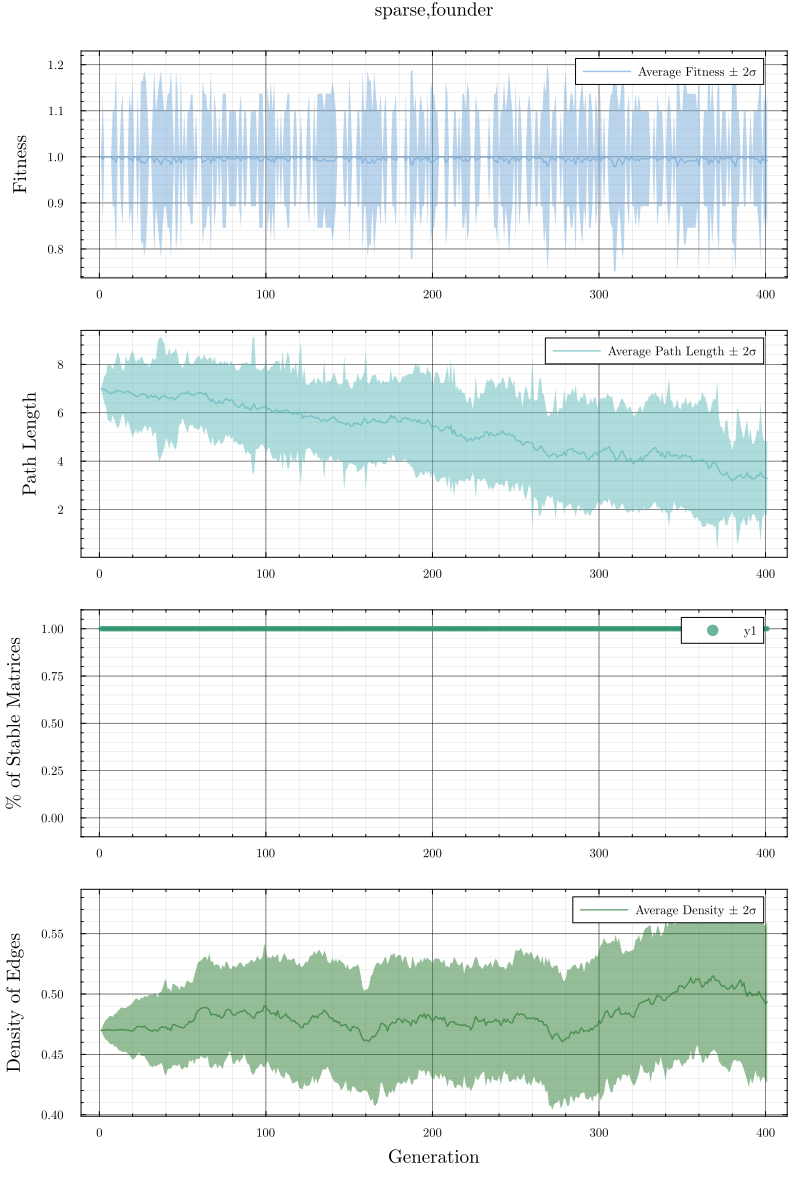 sparse,founder
Average Fitness ± 2σ
Fitness
1.2
1.1
1.0
0.9
0.8
0 100 200 300 400
Average Path Length ± 2σ
Path Length
8
6
4
2
0 100 200 300 400
y1
% of Stable Matrices
1.00
0.75
0.50
0.25
0.00
0 100 200 300 400
Average Density ± 2σ
Density of Edges
0.55
0.50
0.45
0.40
0 100 200 300 400
Generation